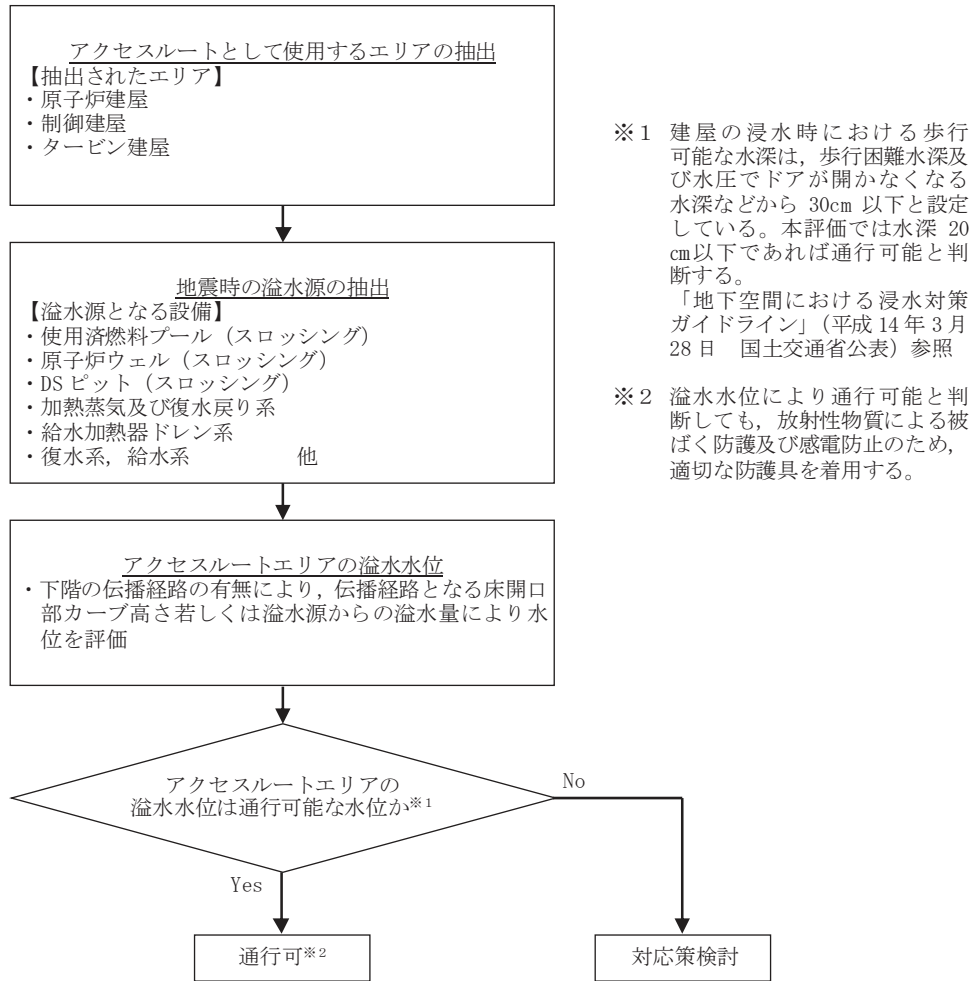 アクセスルートとして使用するエリアの抽出
【抽出されたエリア】
・原子炉建屋
・制御建屋
・タービン建屋
地震時の溢水源の抽出
【溢水源となる設備】
・使用済燃料プール（スロッシング）
・原子炉ウェル（スロッシング）
・DSピット（スロッシング）
・加熱蒸気及び復水戻り系
・給水加熱器ドレン系
・復水系，給水系　　　　他
アクセスルートエリアの溢水水位
・下階の伝播経路の有無により，伝播経路となる床開口
部カーブ高さ若しくは溢水源からの溢水量により水
位を評価
アクセスルートエリアの
溢水水位は通行可能な水位か※1
No
Yes
通行可※2
対応策検討
※1 建屋の浸水時における歩行
可能な水深は，歩行困難水深及
び水圧でドアが開かなくなる
水深などから 30cm 以下と設定
している。本評価では水深 20
cm以下であれば通行可能と判
断する。
「地下空間における浸水対策
ガイドライン」（平成 14 年 3 月
28 日　国土交通省公表）参照
※2 溢水水位により通行可能と判
断しても，放射性物質による被
ばく防護及び感電防止のため，
適切な防護具を着用する。